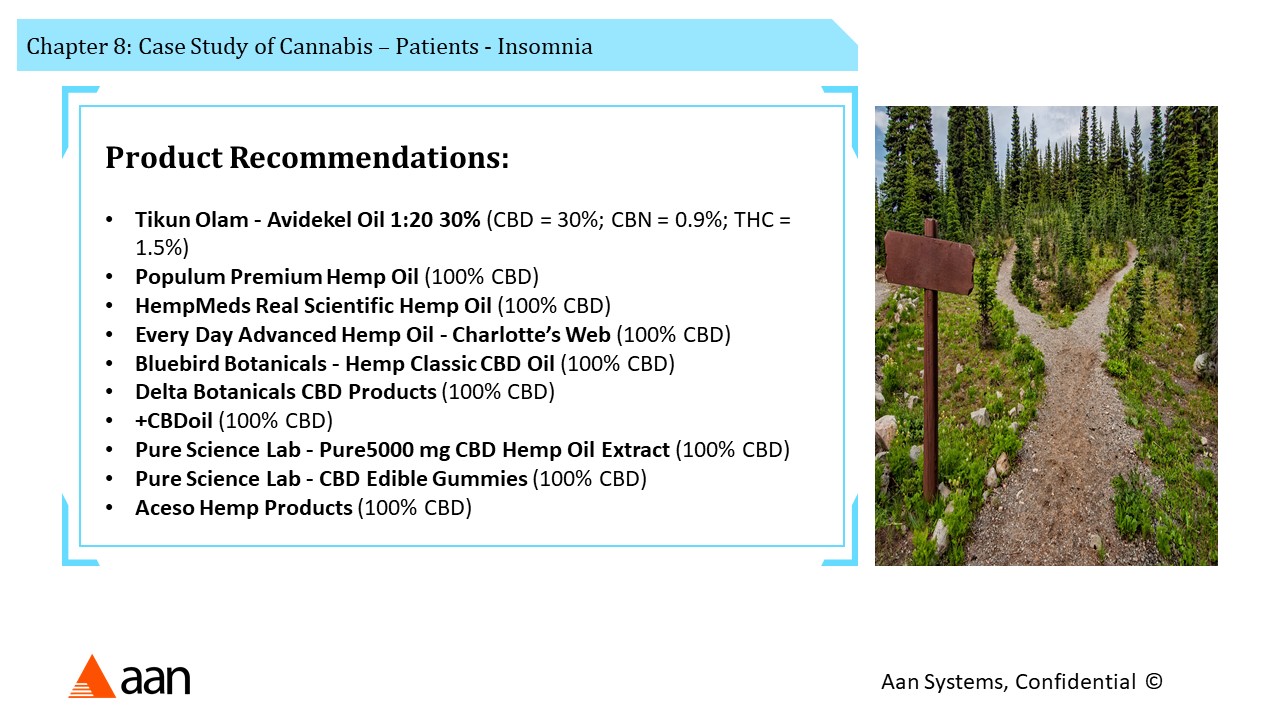 Chapter 8: Case Study of Cannabis – Patients - Insomnia
Product Recommendations:
• Tikun Olam - Avidekel Oil 1:20 30% (CBD = 30%; CBN = 0.9%; THC =
1.5%)
• Populum Premium Hemp Oil (100% CBD)
• HempMeds Real Scientific Hemp Oil (100% CBD)
• Every Day Advanced Hemp Oil - Charlotte’s Web (100% CBD)
• Bluebird Botanicals - Hemp Classic CBD Oil (100% CBD)
• Delta Botanicals CBD Products (100% CBD)
• +CBDoil (100% CBD)
• Pure Science Lab - Pure5000 mg CBD Hemp Oil Extract (100% CBD)
• Pure Science Lab - CBD Edible Gummies (100% CBD)
• Aceso Hemp Products (100% CBD)
aan
Aan Systems, Confidential ©